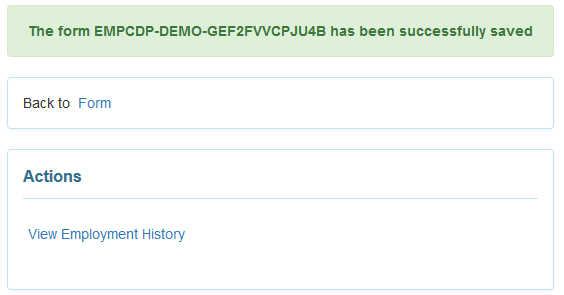 The form EMPCDP-DEMO-GEF2FVVCPJU4B has been successfully saved
Back to Form
Actions
View Employment History